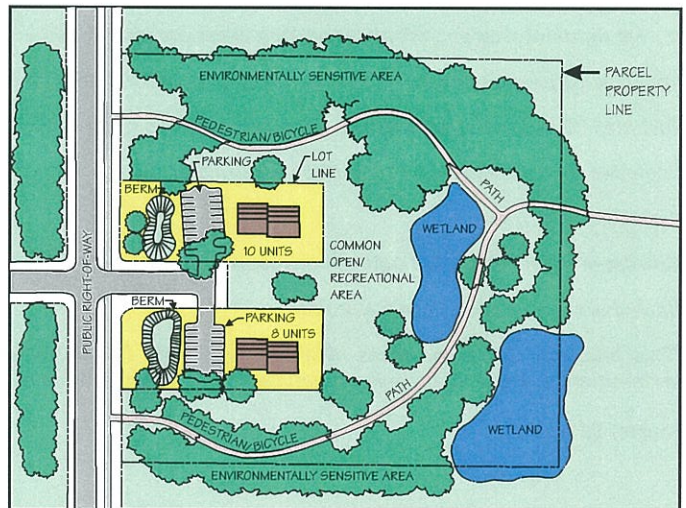 ENVIRONMENTALLY SENSITIVE AREA
PARCEL
PROPERTY
LINE
PEDESTRIAN/BICYCLE
PARKING
LOT
LINE
BERM
PATH
WETLAND
10 UNITS
COMMON
OPEN/
RECREATIONAL
AREA
PUBLIC RIGHT-OF-WAY
BERM
PARKING
8 UNITS
PATH
PEDESTRIAN/BICYCLE
WETLAND
ENVIRONMENTALLY SENSITIVE AREA